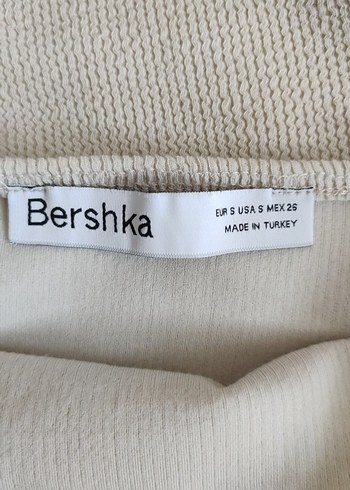 Bershka
EUR S USA S MEX 26
MADE IN TURKEY